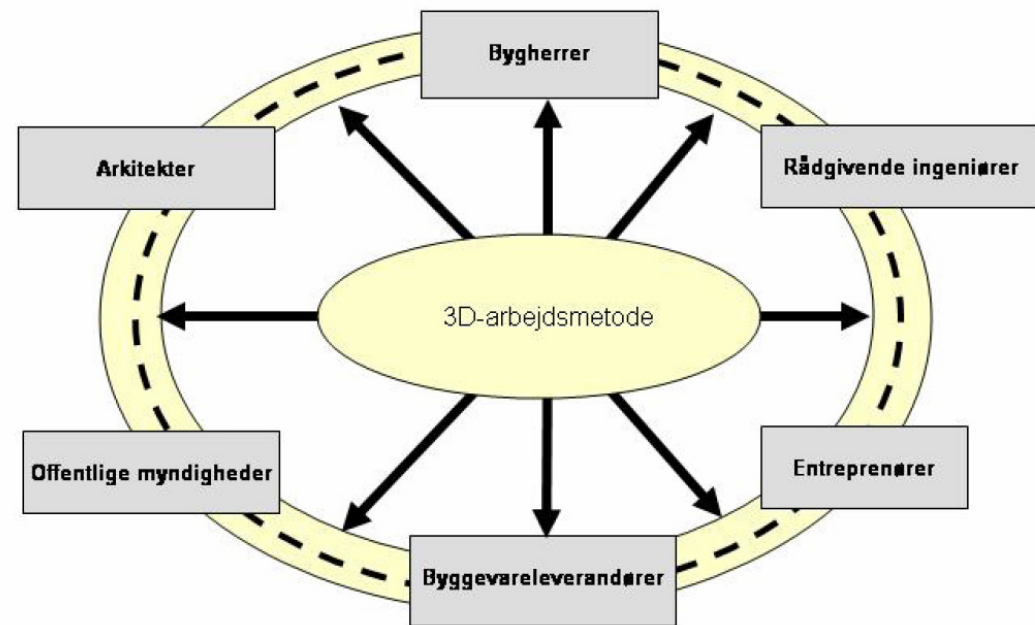 Bygherrer
Arkitekter
Rådgivende ingeniører
3D-arbejdsmetode
Offentlige myndigheder
Entreprenører
Byggevareleverandører